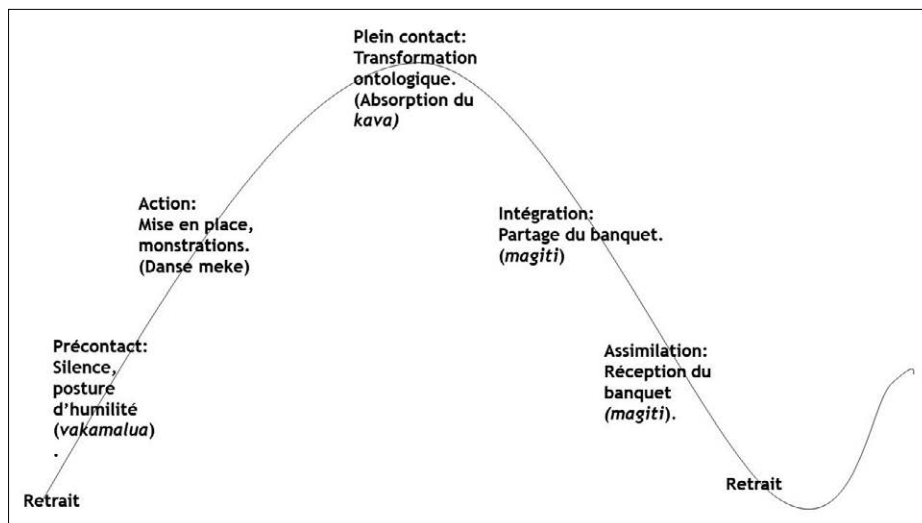 Plein contact:
Transformation
ontologique.
(Absorption du
kava)
Action:
Mise en place,
monstrations.
(Danse meke)
Intégration:
Partage du banquet.
(magiti)
Précontact:
Silence,
posture
d’humilité
(vakamalua)
.
Assimilation:
Réception du
banquet
(magiti).
Retrait
Retrait